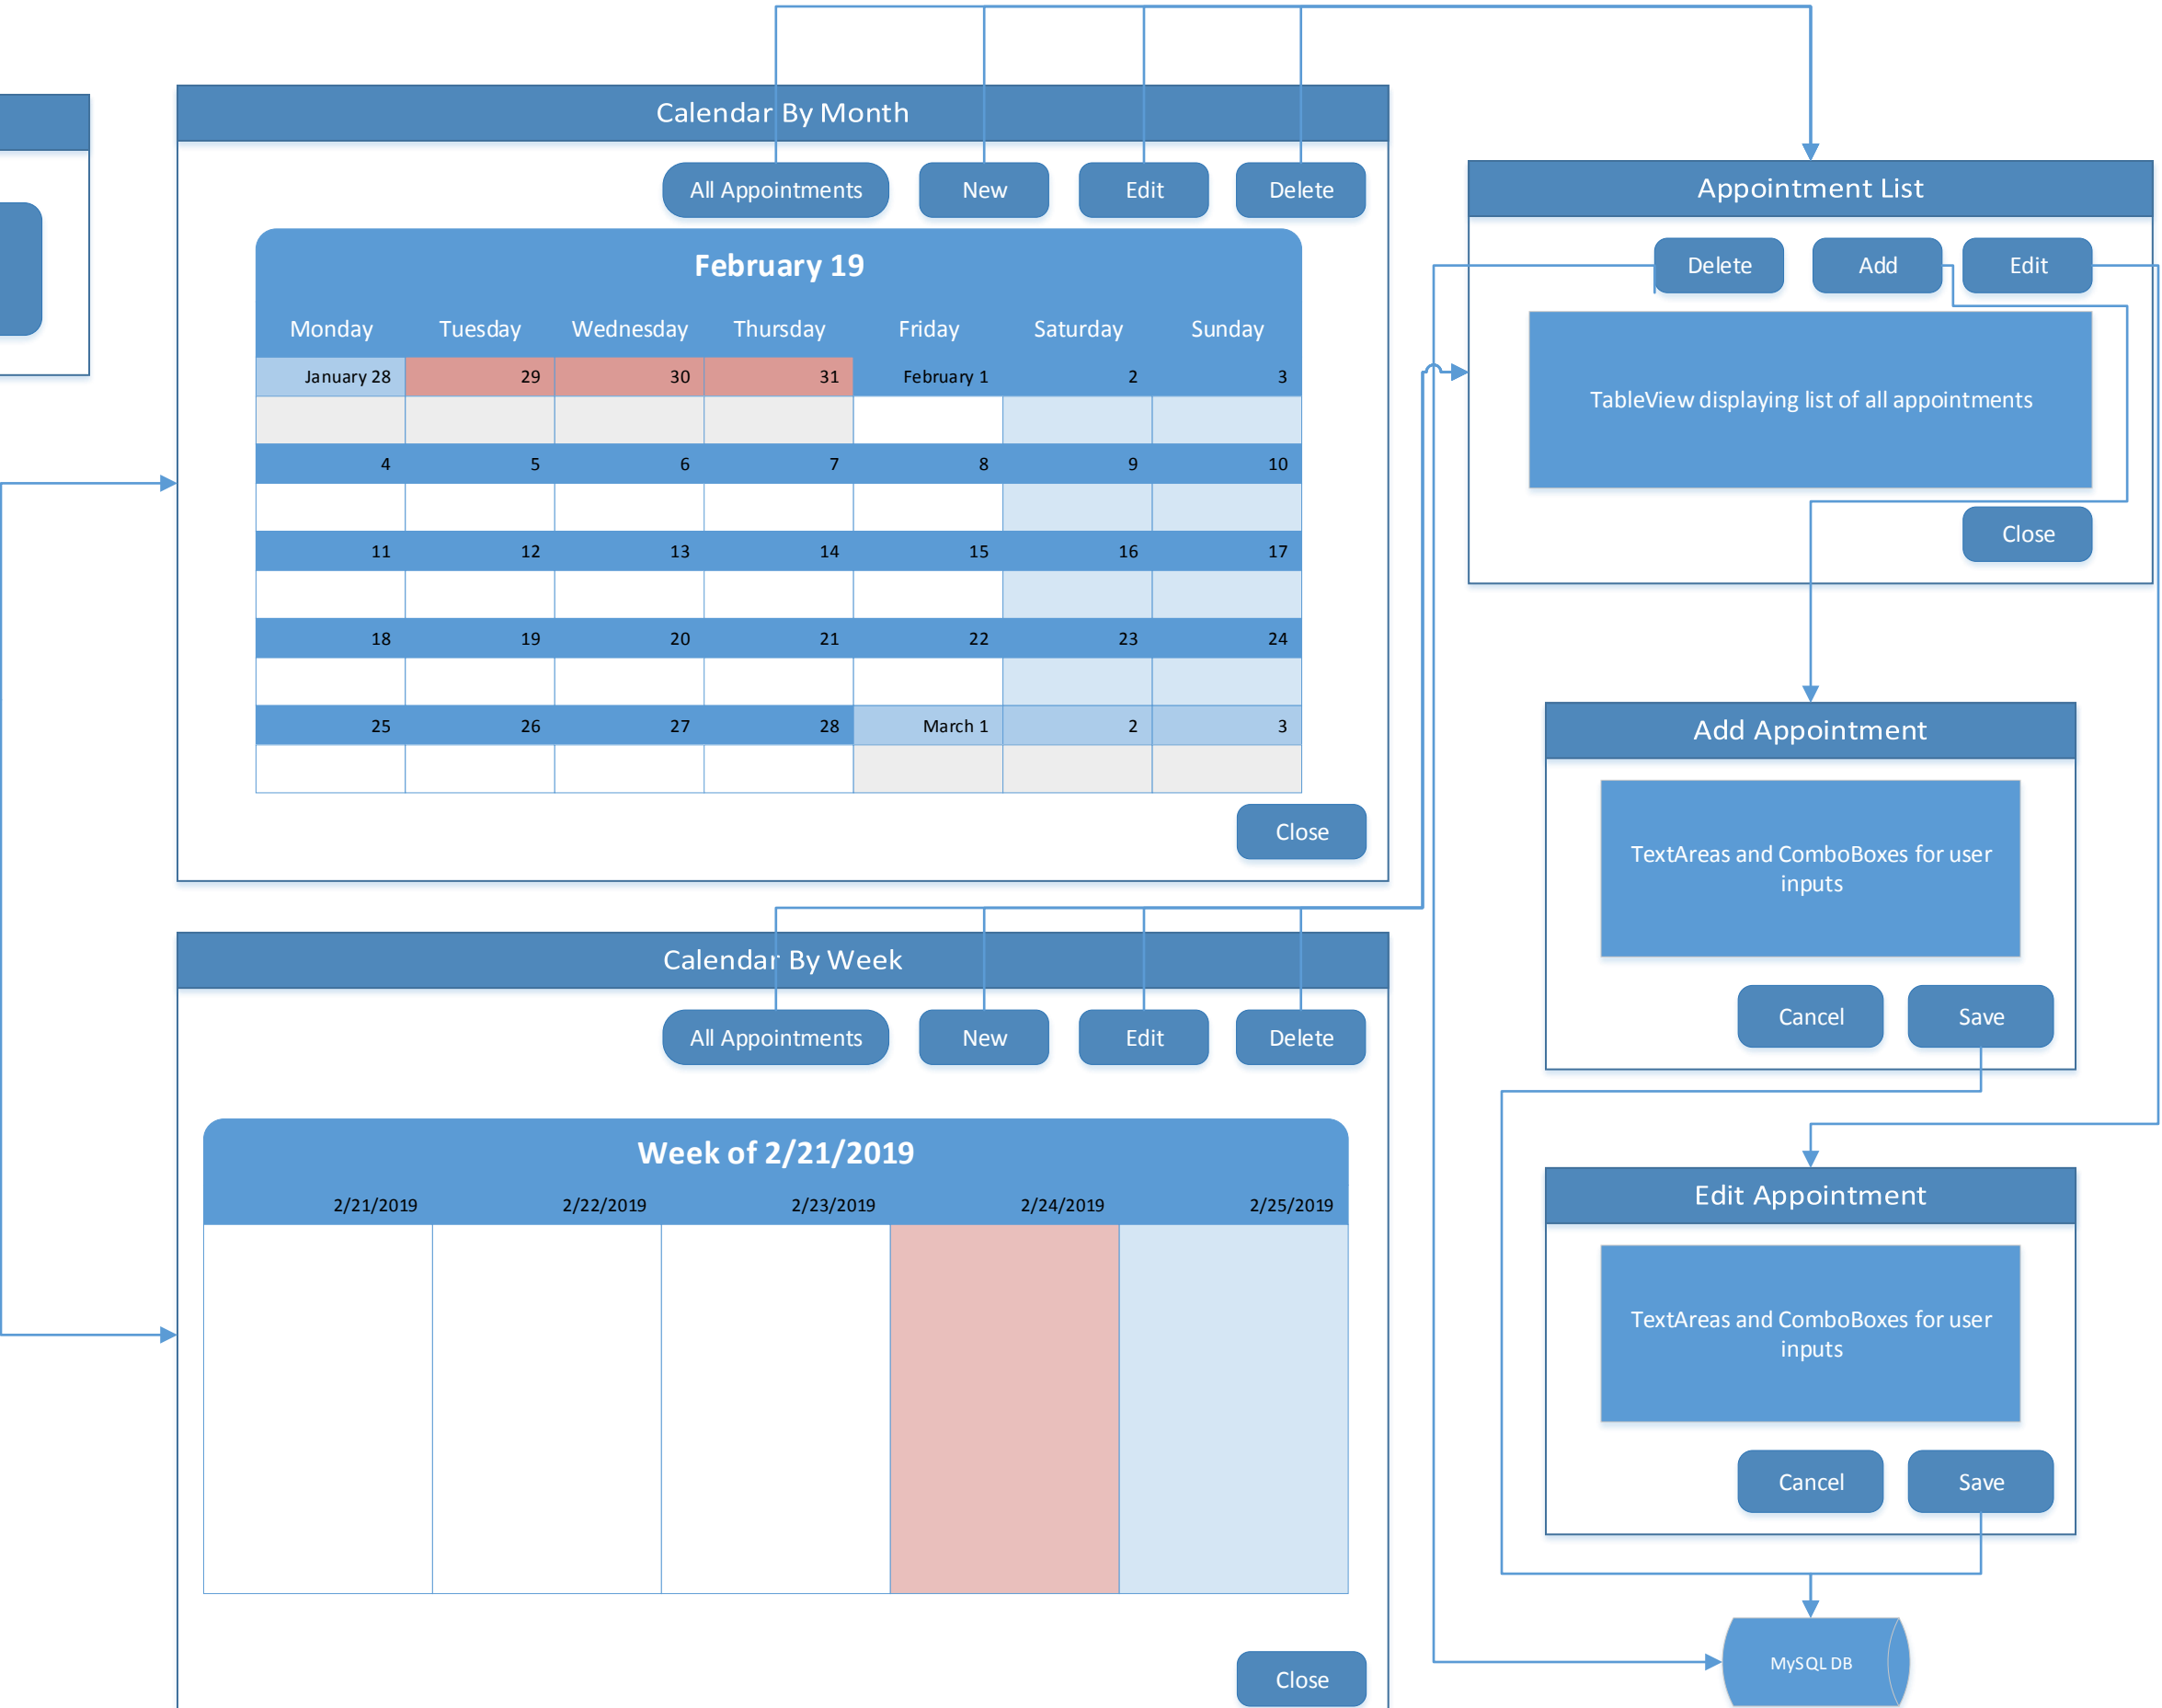 Calendar By Month
All Appointments New Edit Delete
February 19
Monday Tuesday Wednesday Thursday Friday Saturday Sunday
January 28 29 30 31 February 1 2 3
4 5 6 7 8 9 10
11 12 13 14 15 16 17
18 19 20 21 22 23 24
25 26 27 28 March 1 2 3
Close
Calendar By Week
All Appointments New Edit Delete
Week of 2/21/2019
2/21/2019 2/22/2019 2/23/2019 2/24/2019 2/25/2019
Close
Appointment List
Delete Add Edit
TableView displaying list of all appointments
Close
Add Appointment
TextAreas and ComboBoxes for user
inputs
Cancel Save
Edit Appointment
TextAreas and ComboBoxes for user
inputs
Cancel Save
MySQL DB